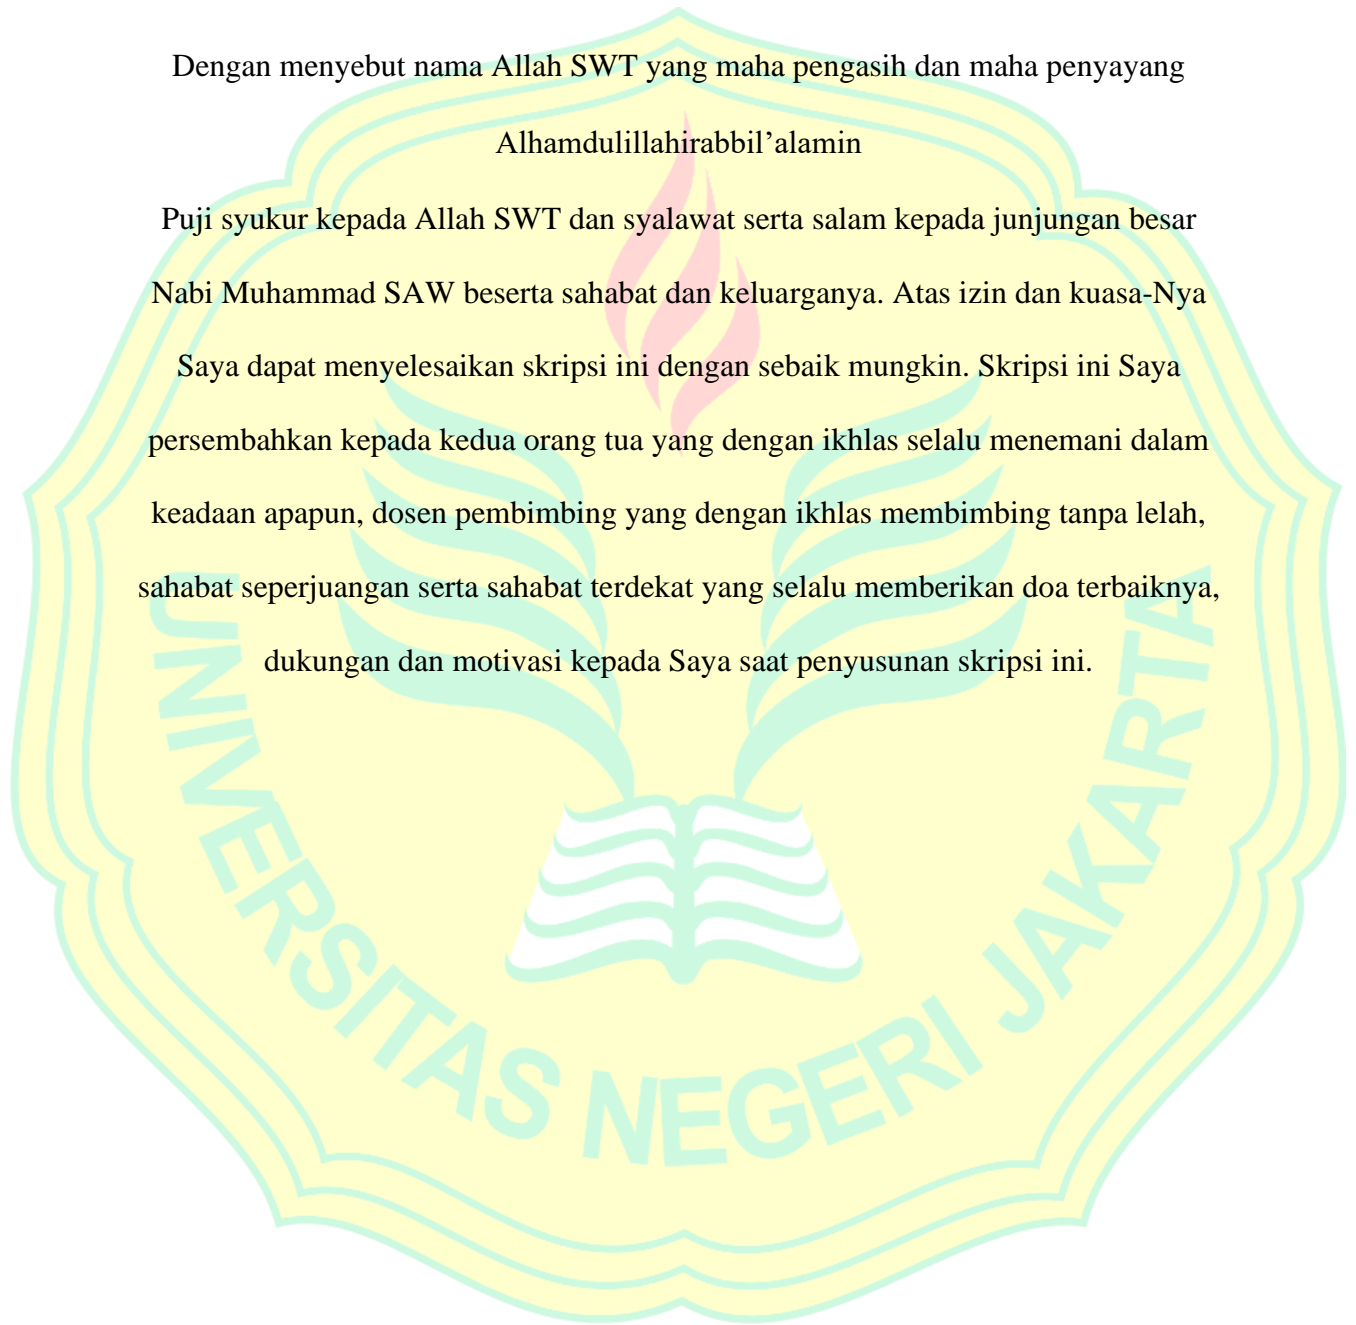 Dengan menyebut nama Allah SWT yang maha pengasih dan maha penyayang
Alhamdulillahirabbil’alamin
Puji syukur kepada Allah SWT dan syalawat serta salam kepada junjungan besar
Nabi Muhammad SAW beserta sahabat dan keluarganya. Atas izin dan kuasa-Nya
Saya dapat menyelesaikan skripsi ini dengan sebaik mungkin. Skripsi ini Saya
persembahkan kepada kedua orang tua yang dengan ikhlas selalu menemani dalam
keadaan apapun, dosen pembimbing yang dengan ikhlas membimbing tanpa lelah,
sahabat seperjuangan serta sahabat terdekat yang selalu memberikan doa terbaiknya,
dukungan dan motivasi kepada Saya saat penyusunan skripsi ini.
UNIVERSITAS NEGERI JAKARTA